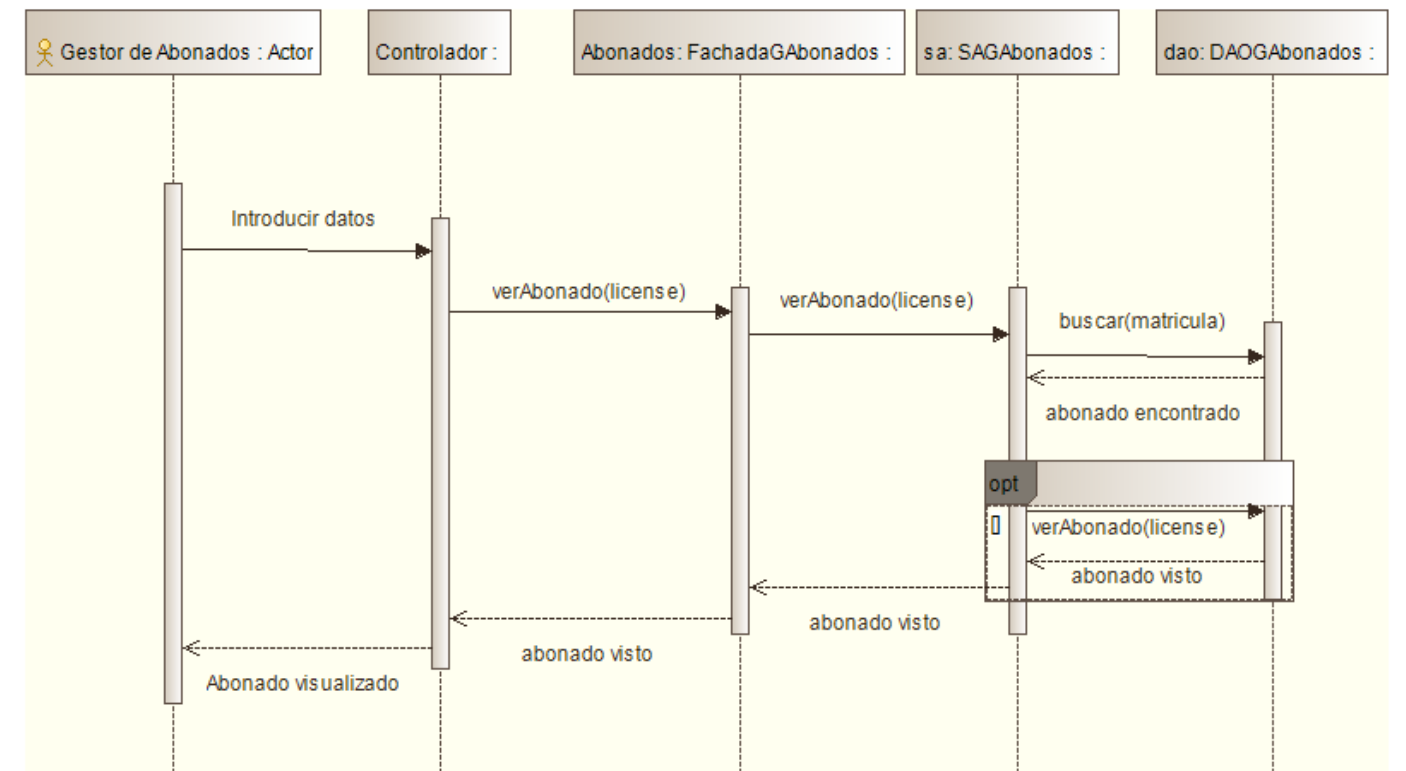 Gestor de Abonados : Actor
Controlador :
Abonados: FachadaGAbonados :
sa: SAGAbonados :
dao: DAOGAbonados :
Introducir datos
verAbonado(license)
verAbonado(license)
buscar(matricula)
abonado encontrado
opt
[]
verAbonado(license)
abonado visto
abonado visto
abonado visto
Abonado visualizado